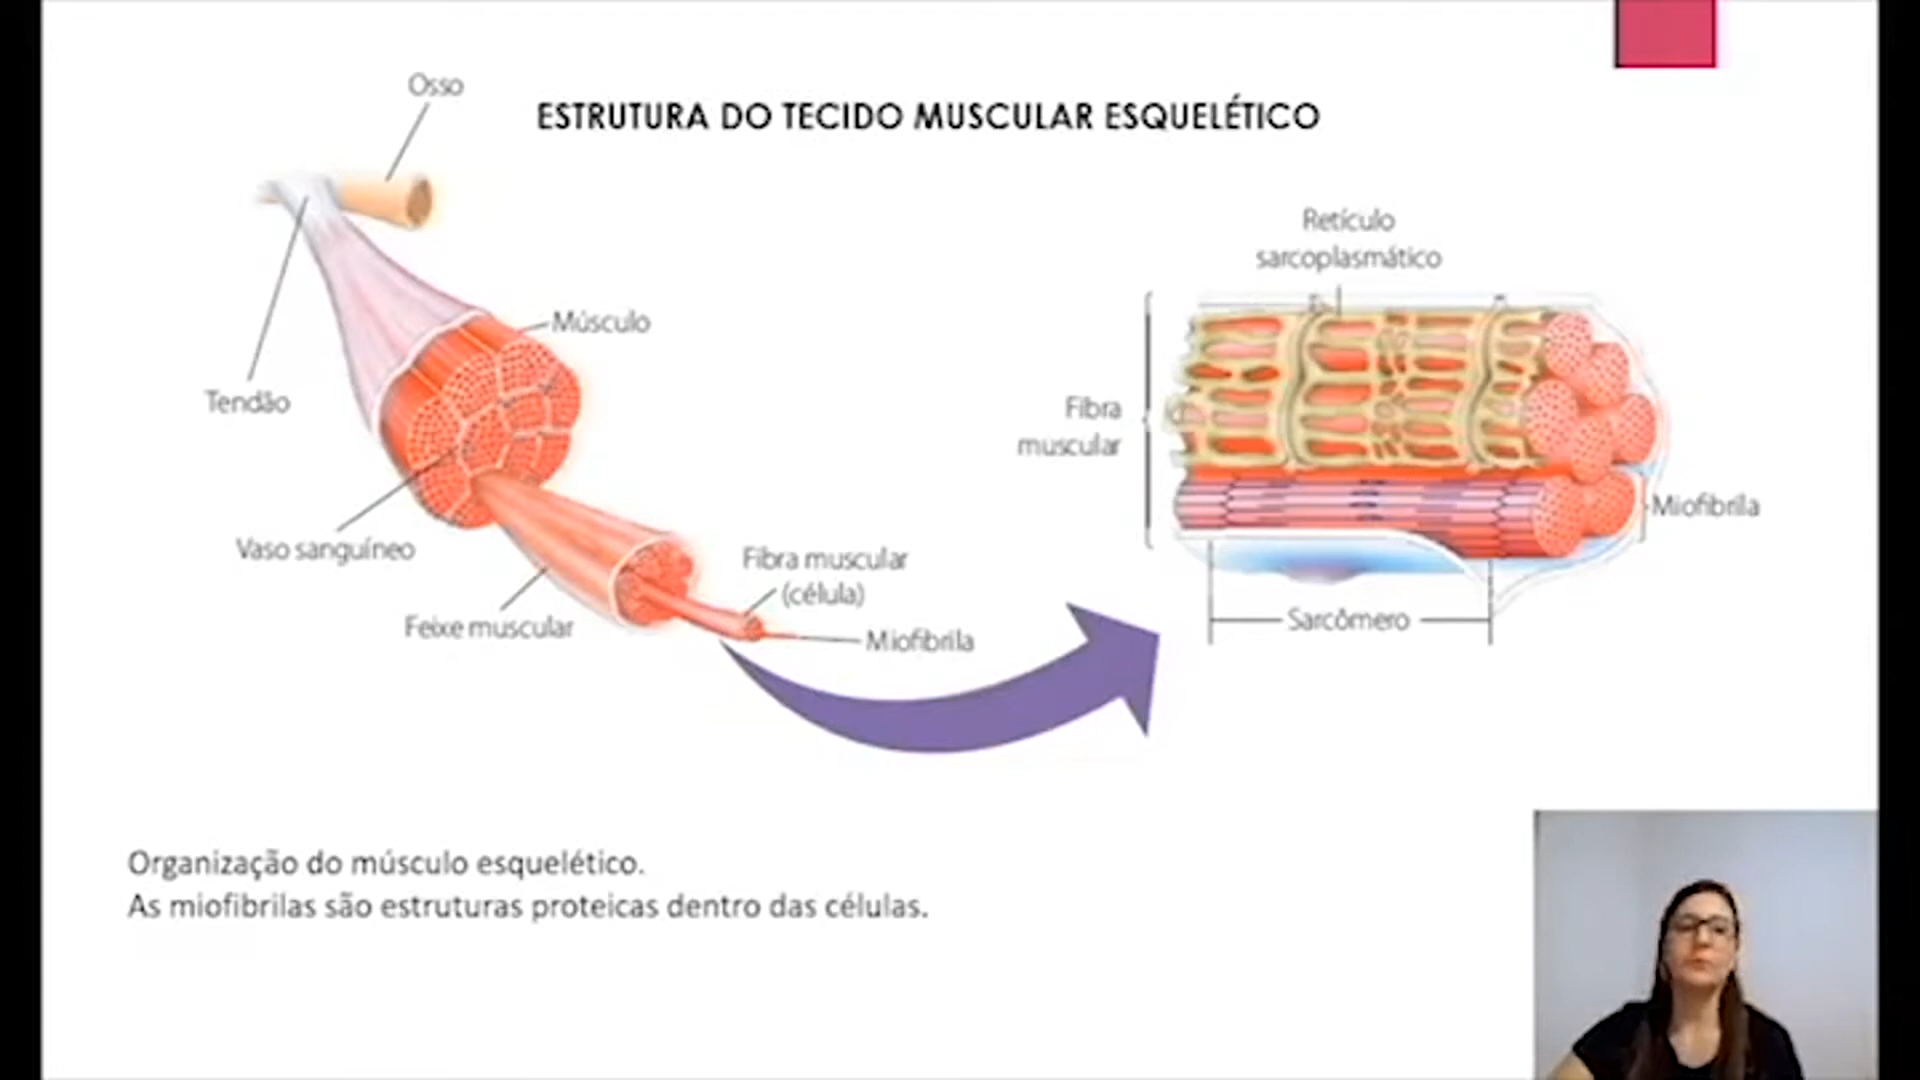 Osso
ESTRUTURA DO TECIDO MUSCULAR ESQUELÉTICO
Retículo
sarcoplasmático
Músculo
Tendão
Fibra
muscular
Miofibrila
Vaso sanguíneo
Fibra muscular
(célula)
Feixe muscular
Miofibrila
Sarcômero
Organização do músculo esquelético.
As miofibrilas são estruturas proteicas dentro das células.